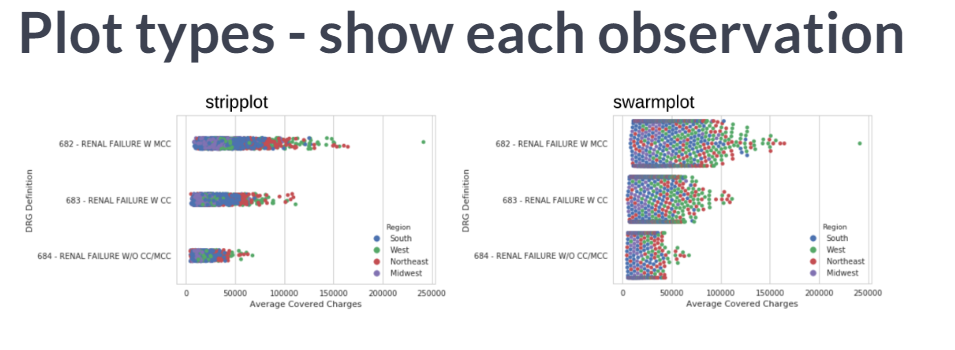 Plot types - show each observation
stripplot
682 - RENAL FAILURE W MCC
683 - RENAL FAILURE W CC
684 - RENAL FAILURE W/O CC/MCC
DRG Definition
Region
South
West
Northeast
Midwest
0 50000 100000 150000 200000 250000
Average Covered Charges
swarmplot
682 - RENAL FAILURE W MCC
683 - RENAL FAILURE W CC
684 - RENAL FAILURE W/O CC/MCC
DRG Definition
Region
South
West
Northeast
Midwest
0 50000 100000 150000 200000 250000
Average Covered Charges